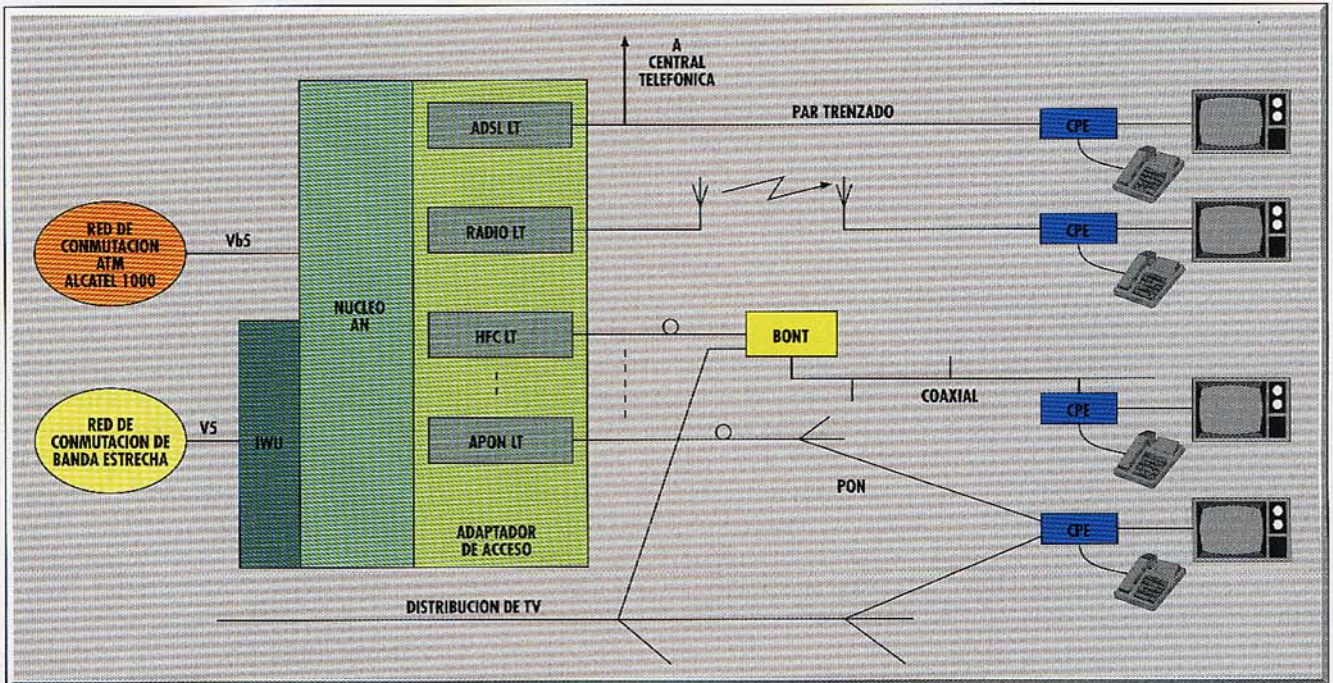 A
CENTRAL
TELEFONICA
ADSL LT
PAR TRENZADO
CPE
RADIO LT
CPE
RED DE
CONMUTACION
ATM
ALCATEL 1000
Vb5
NUCLEO
AN
HFC LT
BONT
COAXIAL
CPE
RED DE
CONMUTACION DE
BANDA ESTRECHA
V5
IWU
APON LT
PON
ADAPTADOR
DE ACCESO
CPE
DISTRIBUCION DE TV